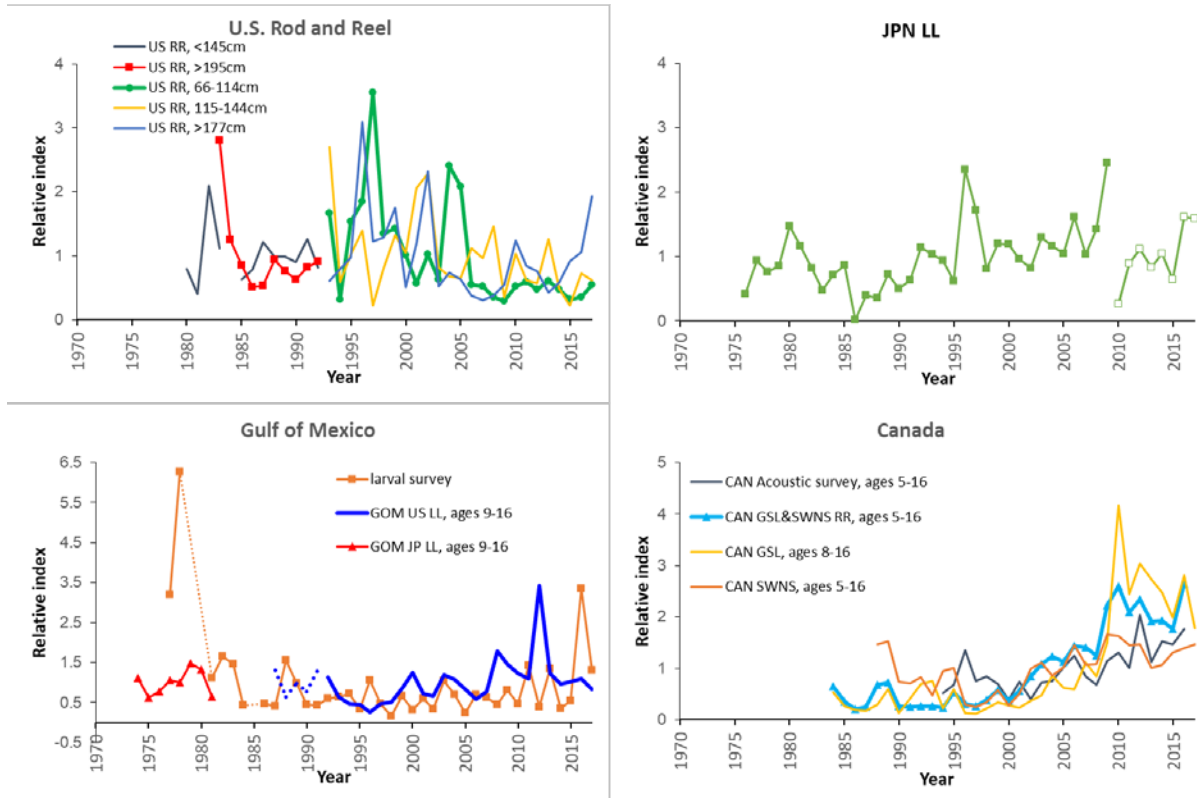 U.S. Rod and Reel
US RR, <145cm
US RR, >195cm
US RR, 66-114cm
US RR, 115-144cm
US RR, >177cm
Relative index
4
3
2
1
0
1970
1975
1980
1985
1990
1995
2000
2005
2010
2015
Year
JPN LL
Relative index
4
3
2
1
0
1970
1975
1980
1985
1990
1995
2000
2005
2010
2015
Year
Gulf of Mexico
larval survey
GOM US LL, ages 9-16
GOM JP LL, ages 9-16
Relative index
6.5
5.5
4.5
3.5
2.5
1.5
0.5
-0.5
1970
1975
1980
1985
1990
1995
2000
2005
2010
2015
Year
Canada
CAN Acoustic survey, ages 5-16
CAN GSL&SWNS RR, ages 5-16
CAN GSL, ages 8-16
CAN SWNS, ages 5-16
Relative index
5
4
3
2
1
0
1970
1975
1980
1985
1990
1995
2000
2005
2010
2015
Year